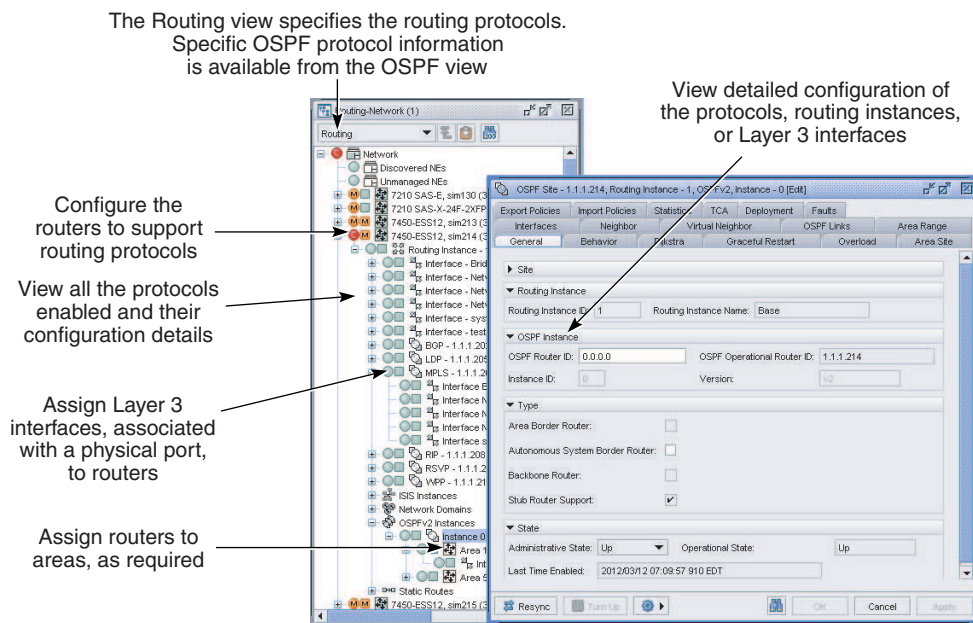 The Routing view specifies the routing protocols.
Specific OSPF protocol information
is available from the OSPF view
View detailed configuration of
the protocols, routing instances,
or Layer 3 interfaces
Configure the
routers to support
routing protocols
View all the protocols
enabled and their
configuration details
Assign Layer 3
interfaces, associated
with a physical port,
to routers
Assign routers to
areas, as required
Routing-Network (1)
Routing
Network
Discovered NEs
Unmanaged NEs
7210 SAS-E, sim130 (3
7210 SAS-X-24F-2XFP
7450-ESS12, sim213 (3
7450-ESS12, sim214 (3
Routing Instance -
Interface - Brid
Interface - Netv
Interface - Netv
Interface - Netv
Interface - sys
Interface - test
BGP - 1.1.1.20
LDP - 1.1.1.205
MPLS - 1.1.1.2
Interface E
Interface N
Interface N
Interface N
Interface s
RIP - 1.1.1.208
RSVP - 1.1.1.2
VVPP - 1.1.1.21
ISIS Instances
Network Domains
OSPFv2 Instances
Instance 0
Area 1
Int
Area 5
Static Routes
7450-ESS12, sim215 (3
OSPF Site - 1.1.1.214, Routing Instance - 1, OSPFv2, Instance - 0 [Edit]
Export Policies Import Policies Statistics TCA Deployment Faults
Interfaces Neighbor Virtual Neighbor OSPF Links Area Range
General Behavior Dijkstra Graceful Restart Overload Area Site
Site
Routing Instance
Routing Instance ID: 1 Routing Instance Name: Base
OSPF Instance
OSPF Router ID: 0.0.0.0 OSPF Operational Router ID: 1.1.1.214
Instance ID: 0 Version: v2
Type
Area Border Router:
Autonomous System Border Router:
Backbone Router:
Stub Router Support:
State
Administrative State: Up Operational State: Up
Last Time Enabled: 2012/03/12 07:09:57 910 EDT
Resync Turn Up OK Cancel Apply